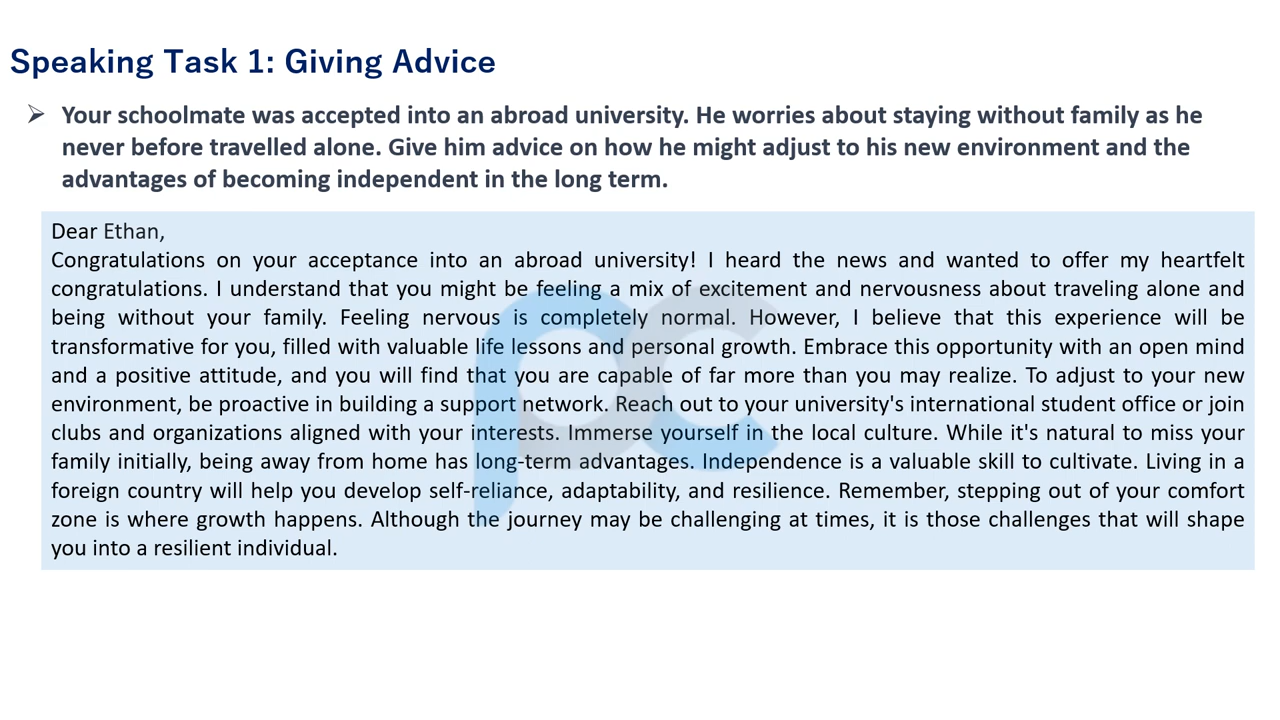 Speaking Task 1: Giving Advice
➢ Your schoolmate was accepted into an abroad university. He worries about staying without family as he
never before travelled alone. Give him advice on how he might adjust to his new environment and the
advantages of becoming independent in the long term.
Dear Ethan,
Congratulations on your acceptance into an abroad university! I heard the news and wanted to offer my heartfelt
congratulations. I understand that you might be feeling a mix of excitement and nervousness about traveling alone and
being without your family. Feeling nervous is completely normal. However, I believe that this experience will be
transformative for you, filled with valuable life lessons and personal growth. Embrace this opportunity with an open mind
and a positive attitude, and you will find that you are capable of far more than you may realize. To adjust to your new
environment, be proactive in building a support network. Reach out to your university's international student office or join
clubs and organizations aligned with your interests. Immerse yourself in the local culture. While it's natural to miss your
family initially, being away from home has long-term advantages. Independence is a valuable skill to cultivate. Living in a
foreign country will help you develop self-reliance, adaptability, and resilience. Remember, stepping out of your comfort
zone is where growth happens. Although the journey may be challenging at times, it is those challenges that will shape
you into a resilient individual.